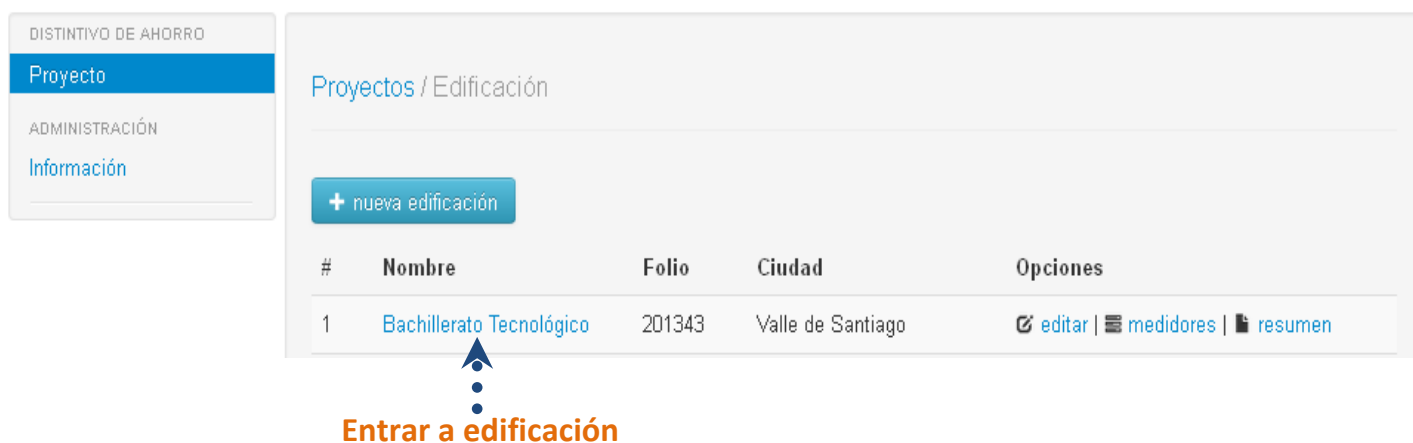 DISTINTIVO DE AHORRO
Proyecto
ADMINISTRACIÓN
Información
Proyectos / Edificación
+ nueva edificación
# Nombre Folio Ciudad Opciones
1 Bachillerato Tecnológico 201343 Valle de Santiago editar | medidores | resumen
Entrar a edificación